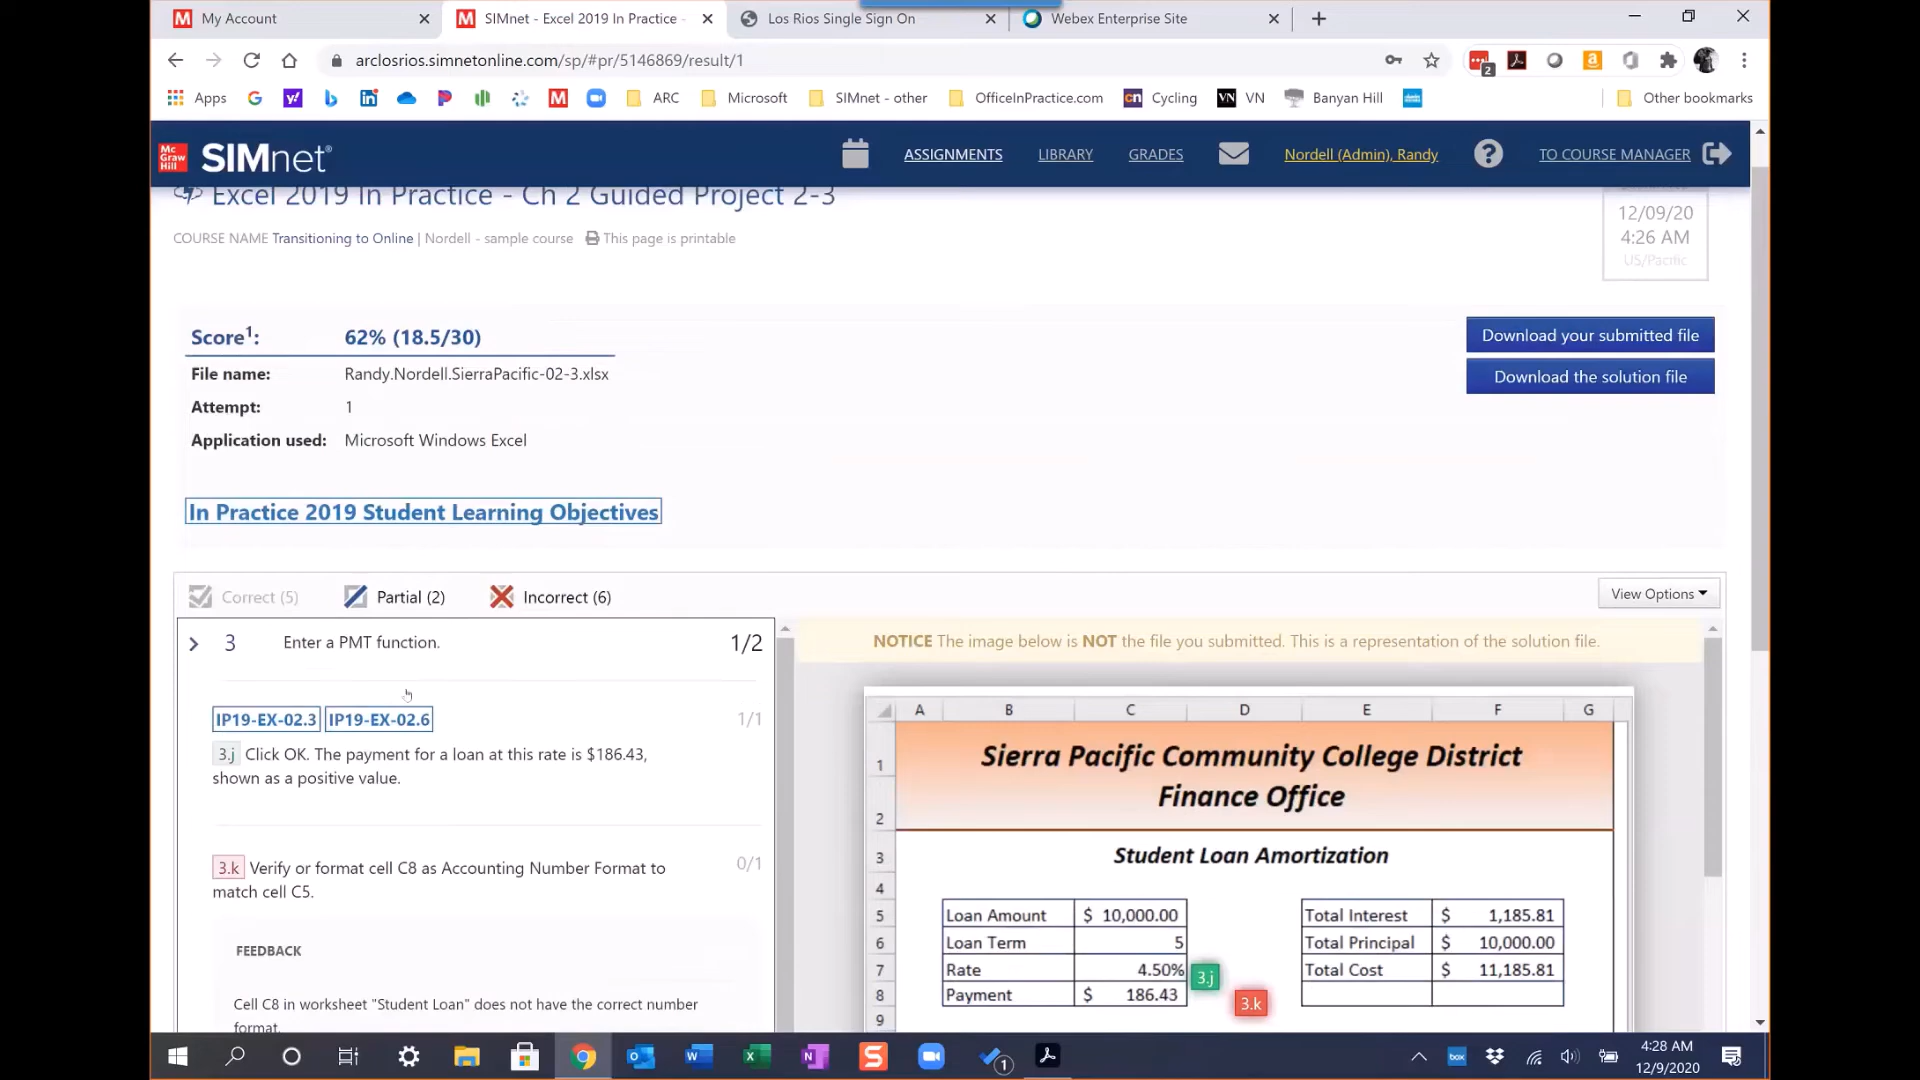 My Account
SIMnet - Excel 2019 In Practice -
Los Rios Single Sign On
Webex Enterprise Site
arclosrios.simnetonline.com/sp/#pr/5146869/result/1
2
Apps
ARC
Microsoft
SIMnet - other
OfficeInPractice.com
cn Cycling
VN VN
Banyan Hill
Other bookmarks
Mc Graw Hill
SIMnet®
ASSIGNMENTS
LIBRARY
GRADES
Nordell (Admin), Randy
TO COURSE MANAGER
Excel 2019 In Practice - Ch 2 Guided Project 2-3
COURSE NAME Transitioning to Online | Nordell - sample course This page is printable
12/09/20
4:26 AM
US/Pacific
Score1: 62% (18.5/30)
File name: Randy.Nordell.SierraPacific-02-3.xlsx
Attempt: 1
Application used: Microsoft Windows Excel
Download your submitted file
Download the solution file
In Practice 2019 Student Learning Objectives
Correct (5)
Partial (2)
Incorrect (6)
View Options
3 Enter a PMT function. 1/2
IP19-EX-02.3 IP19-EX-02.6 1/1
3.j Click OK. The payment for a loan at this rate is $186.43,
shown as a positive value.
3.k Verify or format cell C8 as Accounting Number Format to 0/1
match cell C5.
FEEDBACK
Cell C8 in worksheet "Student Loan" does not have the correct number
format.
NOTICE The image below is NOT the file you submitted. This is a representation of the solution file.
A B C D E F G
1 Sierra Pacific Community College District
2 Finance Office
3 Student Loan Amortization
4
5 Loan Amount $ 10,000.00 Total Interest $ 1,185.81
6 Loan Term 5 Total Principal $ 10,000.00
7 Rate 4.50% 3.j Total Cost $ 11,185.81
8 Payment $ 186.43 3.k
9
box
1
4:28 AM
12/9/2020